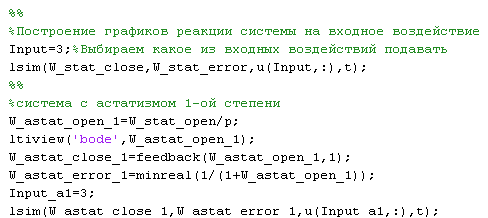 %%
%Построение графиков реакции системы на входное воздействие
Input=3;%Выбираем какое из входных воздействий подавать
lsim(W_stat_close,W_stat_error,u(Input,:),t);
%%
%система с астатизмом 1-ой степени
W_astat_open_1=W_stat_open/p;
ltiview('bode',W_astat_open_1);
W_astat_close_1=feedback(W_astat_open_1,1);
W_astat_error_1=minreal(1/(1+W_astat_open_1));
Input_a1=3;
lsim(W_astat_close_1,W_astat_error_1,u(Input_a1,:),t);